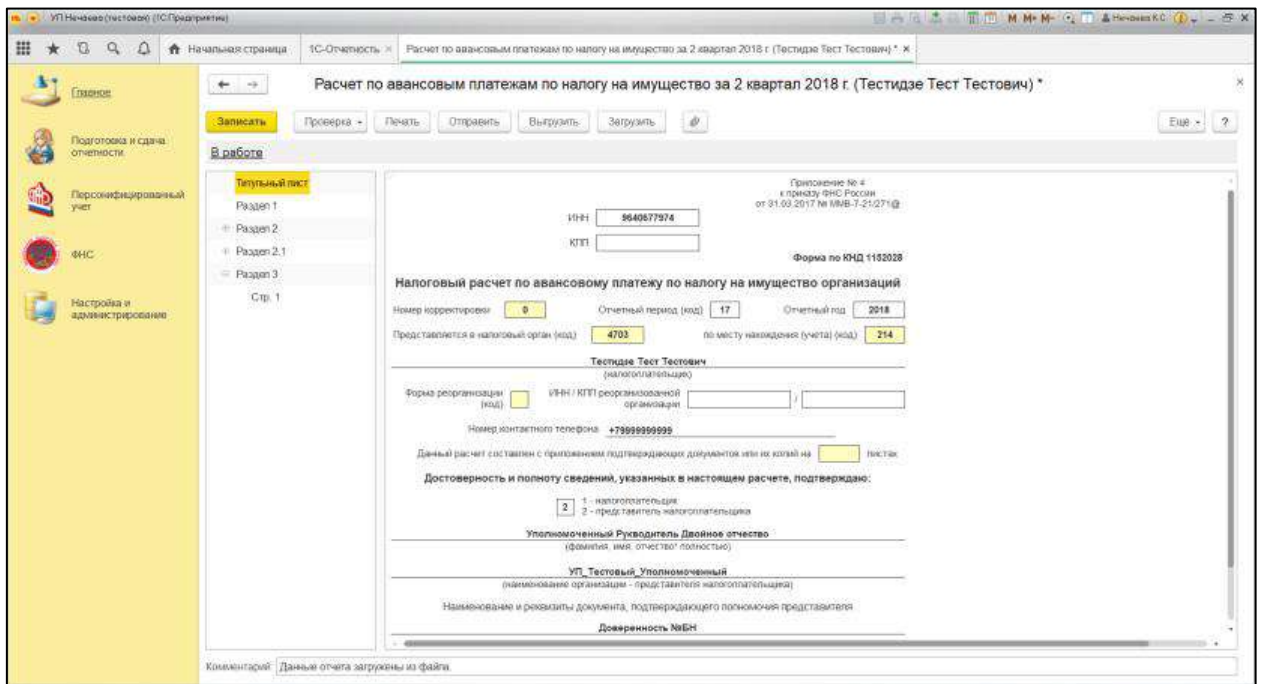 УП Нечаева (тестовая) (1С:Предприятие)
M M+ M-
Нечаева К.С.
Начальная страница
1С-Отчетность ×
Расчет по авансовым платежам по налогу на имущество за 2 квартал 2018 г. (Тестидзе Тест Тестович) * ×
Главное
Подготовка и сдача отчетности
Персонифицированный учет
ФНС
Настройка и администрирование
Расчет по авансовым платежам по налогу на имущество за 2 квартал 2018 г. (Тестидзе Тест Тестович) *
Записать Проверка Печать Отправить Выгрузить Загрузить Еще ?
В работе
Титульный лист
Раздел 1
Раздел 2
Раздел 2.1
Раздел 3
Стр. 1
Приложение № 4
к приказу ФНС России
от 31.03.2017 № ММВ-7-21/271@
ИНН 9640677974
КПП
Форма по КНД 1152028
Налоговый расчет по авансовому платежу по налогу на имущество организаций
Номер корректировки 0 Отчетный период (код) 17 Отчетный год 2018
Представляется в налоговый орган (код) 4703 по месту нахождения (учета) (код) 214
Тестидзе Тест Тестович
(налогоплательщик)
Форма реорганизации (код) ИНН / КПП реорганизованной организации /
Номер контактного телефона +79999999999
Данный расчет составлен с приложением подтверждающих документов или их копий на листах
Достоверность и полноту сведений, указанных в настоящем расчете, подтверждаю:
2 1 - налогоплательщик
2 - представитель налогоплательщика
Уполномоченный Руководитель Двойное отчество
(фамилия, имя, отчество* полностью)
УП_Тестовый_Уполномоченный
(наименование организации - представителя налогоплательщика)
Наименование и реквизиты документа, подтверждающего полномочия представителя
Доверенность №БН
Комментарий: Данные отчета загружены из файла.